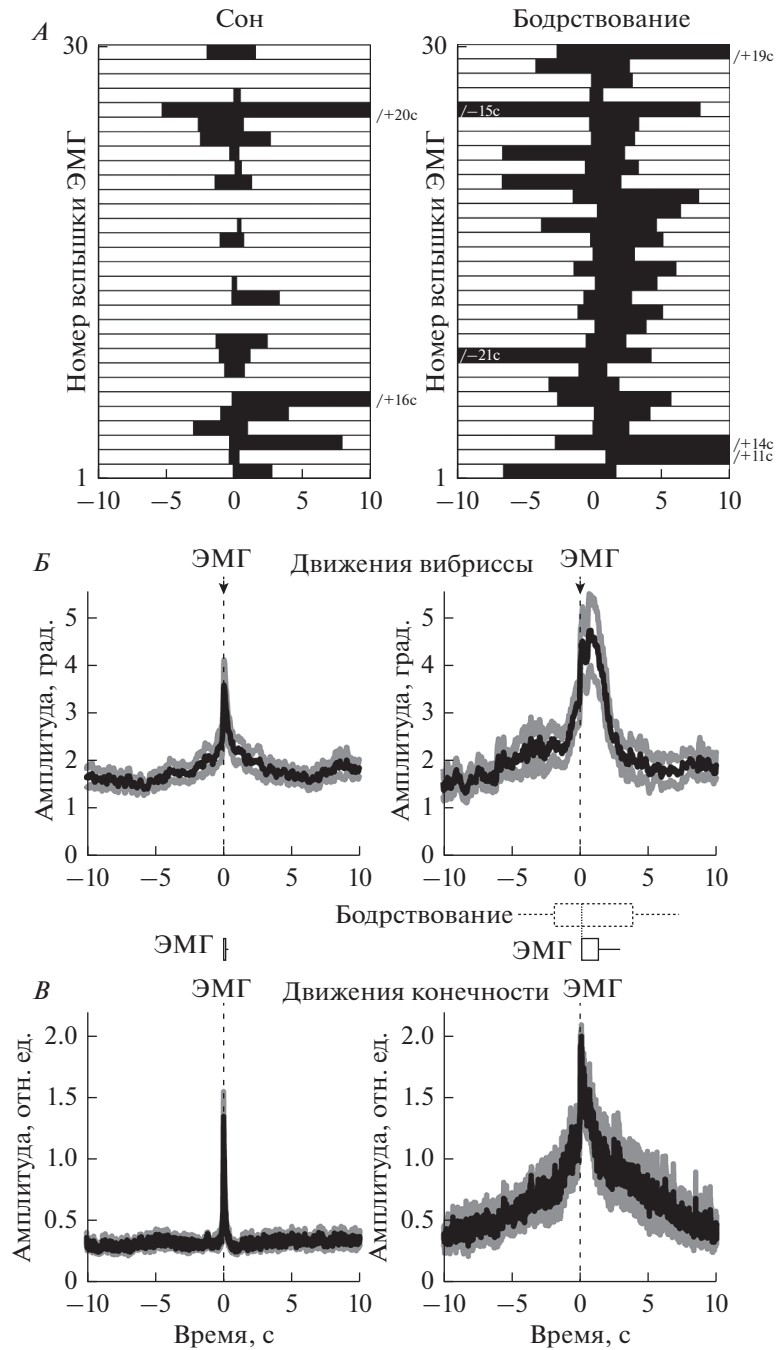 А
Сон
Бодрствование
30
30
/+19с
/−15с
/+20с
Номер вспышки ЭМГ
Номер вспышки ЭМГ
/−21с
/+16с
/+14с
/+11с
1
1
−10 −5 0 5 10
−10 −5 0 5 10
Б
ЭМГ
Движения вибриссы
ЭМГ
Амплитуда, град.
5
4
3
2
1
0
−10 −5 0 5 10
Амплитуда, град.
5
4
3
2
1
0
−10 −5 0 5 10
Бодрствование
ЭМГ
ЭМГ
В
ЭМГ
Движения конечности
ЭМГ
Амплитуда, отн. ед.
2.0
1.5
1.0
0.5
0
−10 −5 0 5 10
Время, с
Амплитуда, отн. ед.
2.0
1.5
1.0
0.5
0
−10 −5 0 5 10
Время, с